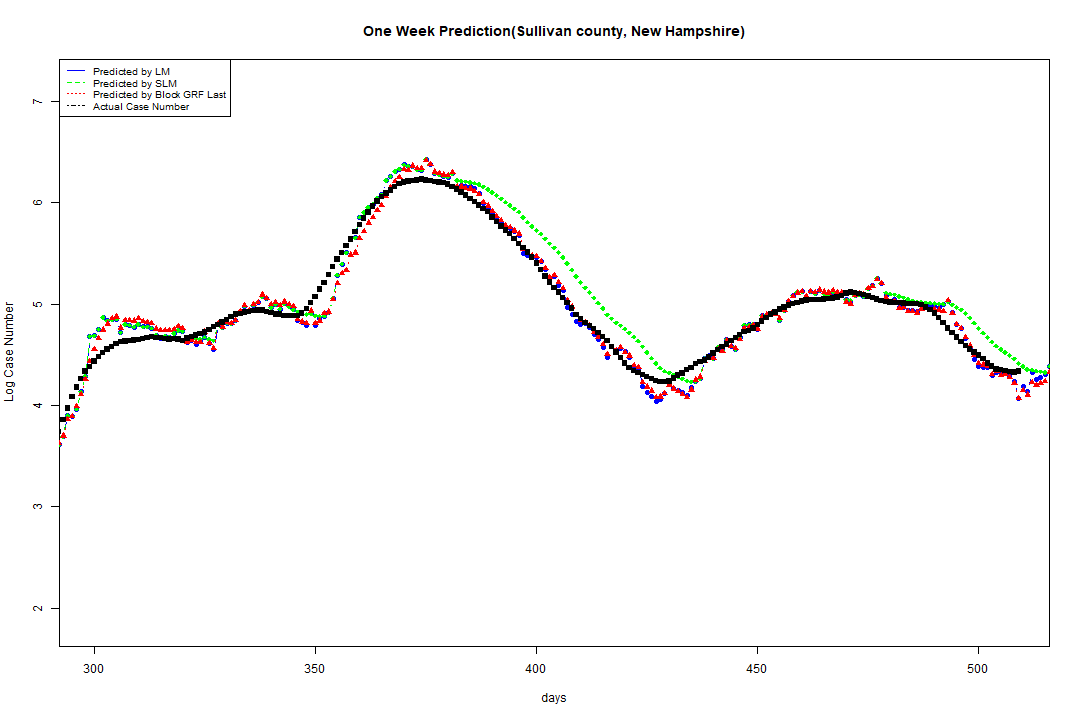 One Week Prediction(Sullivan county, New Hampshire)
Predicted by LM
Predicted by SLM
Predicted by Block GRF Last
Actual Case Number
7
6
5
4
3
2
Log Case Number
300 350 400 450 500
days